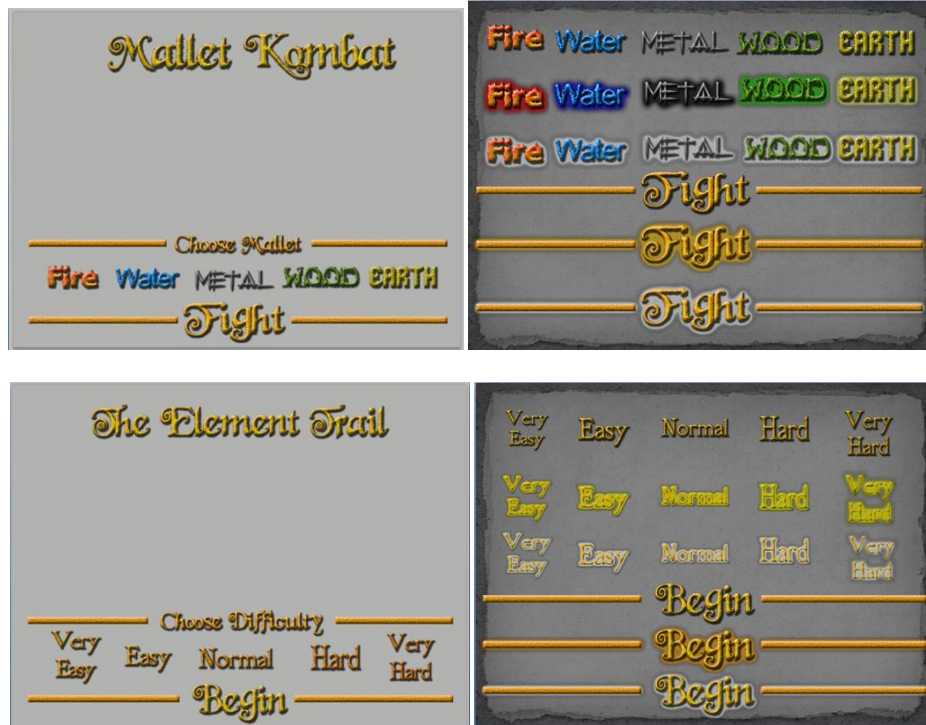 Mallet Kombat
Choose Mallet
Fire Water METAL WOOD EARTH
Fight
Fire Water METAL WOOD EARTH
Fire Water METAL WOOD EARTH
Fire Water METAL WOOD EARTH
Fight
Fight
Fight
The Element Trail
Choose Difficulty
Very Easy Easy Normal Hard Very Hard
Begin
Very Easy Easy Normal Hard Very Hard
Very Easy Easy Normal Hard Very Hard
Very Easy Easy Normal Hard Very Hard
Begin
Begin
Begin